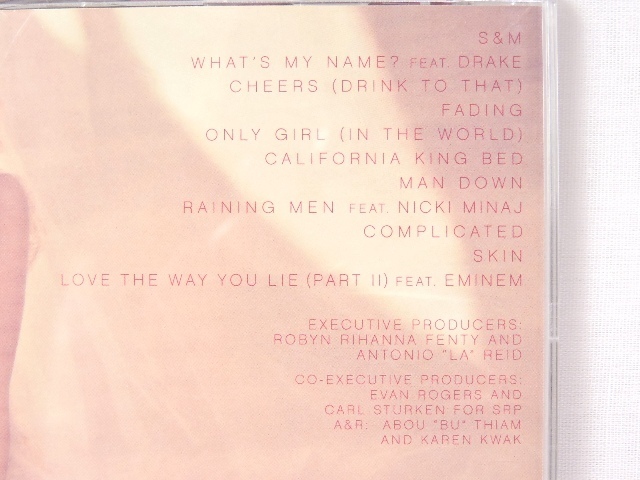 S&M
WHAT'S MY NAME? FEAT. DRAKE
CHEERS (DRINK TO THAT)
FADING
ONLY GIRL (IN THE WORLD)
CALIFORNIA KING BED
MAN DOWN
RAINING MEN FEAT. NICKI MINAJ
COMPLICATED
SKIN
LOVE THE WAY YOU LIE (PART II) FEAT. EMINEM
EXECUTIVE PRODUCERS:
ROBYN RIHANNA FENTY AND
ANTONIO "LA" REID
CO-EXECUTIVE PRODUCERS:
EVAN ROGERS AND
CARL STURKEN FOR SRP
A&R: ABOU "BU" THIAM
AND KAREN KWAK